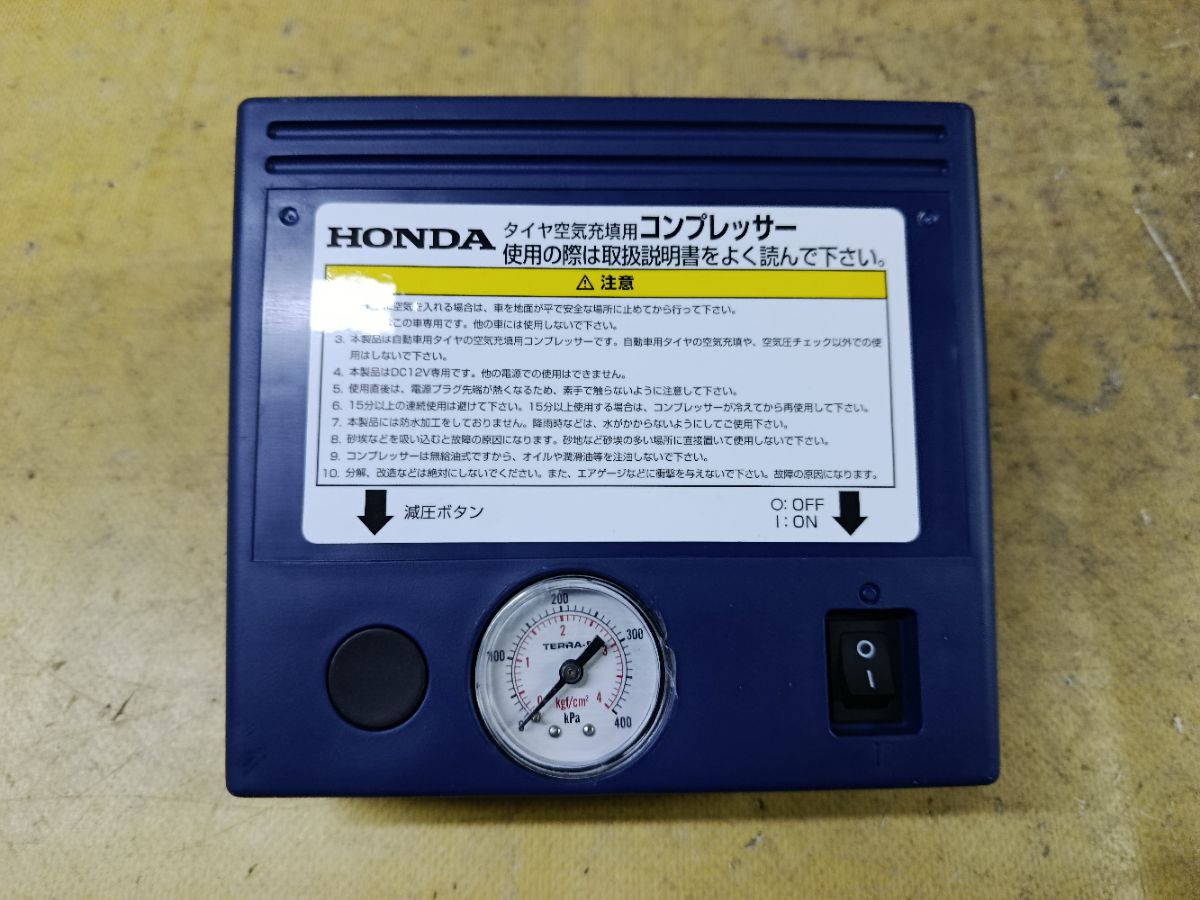 HONDA タイヤ空気充填用コンプレッサー
使用の際は取扱説明書をよく読んで下さい。
⚠ 注意
空気を入れる場合は、車を地面が平で安全な場所に止めてから行って下さい。
この車専用です。他の車には使用しないで下さい。
3. 本製品は自動車用タイヤの空気充填用コンプレッサーです。自動車用タイヤの空気充填や、空気圧チェック以外での使
用はしないで下さい。
4. 本製品はDC12V専用です。他の電源での使用はできません。
5. 使用直後は、電源プラグ先端が熱くなるため、素手で触らないように注意して下さい。
6. 15分以上の連続使用は避けて下さい。15分以上使用する場合は、コンプレッサーが冷えてから再使用して下さい。
7. 本製品には防水加工をしておりません。降雨時などは、水がかからないようにしてご使用下さい。
8. 砂埃などを吸い込むと故障の原因になります。砂地など砂埃の多い場所に直接置いて使用しないで下さい。
9. コンプレッサーは無給油式ですから、オイルや潤滑油等を注油しないで下さい。
10. 分解、改造などは絶対にしないでください。また、エアゲージなどに衝撃を与えないで下さい。故障の原因になります。
減圧ボタン
O: OFF
I: ON
0 100 200 300 400
0 1 2 3 4
TERRA-
kgf/cm²
kPa
O
I
O
I